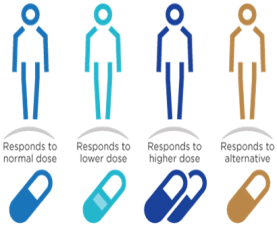 Responds to
normal dose
Responds to
lower dose
Responds to
higher dose
Responds to
alternative